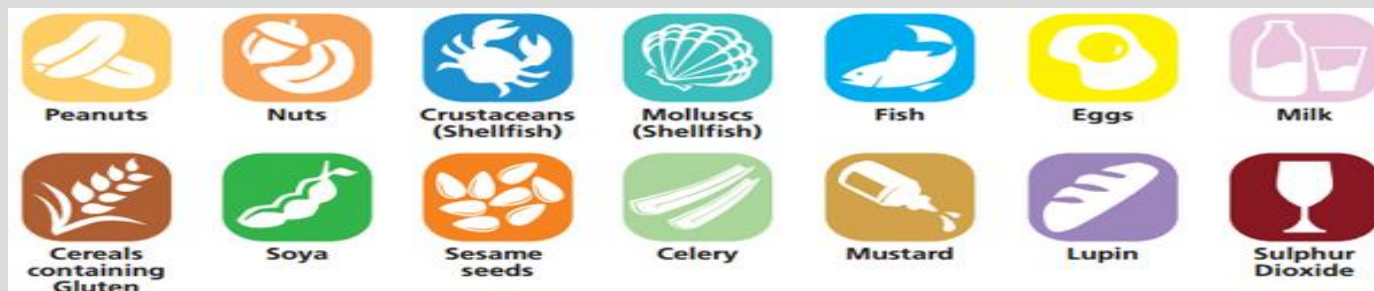 Peanuts
Nuts
Crustaceans
(Shellfish)
Molluscs
(Shellfish)
Fish
Eggs
Milk
Cereals
containing
Gluten
Soya
Sesame
seeds
Celery
Mustard
Lupin
Sulphur
Dioxide